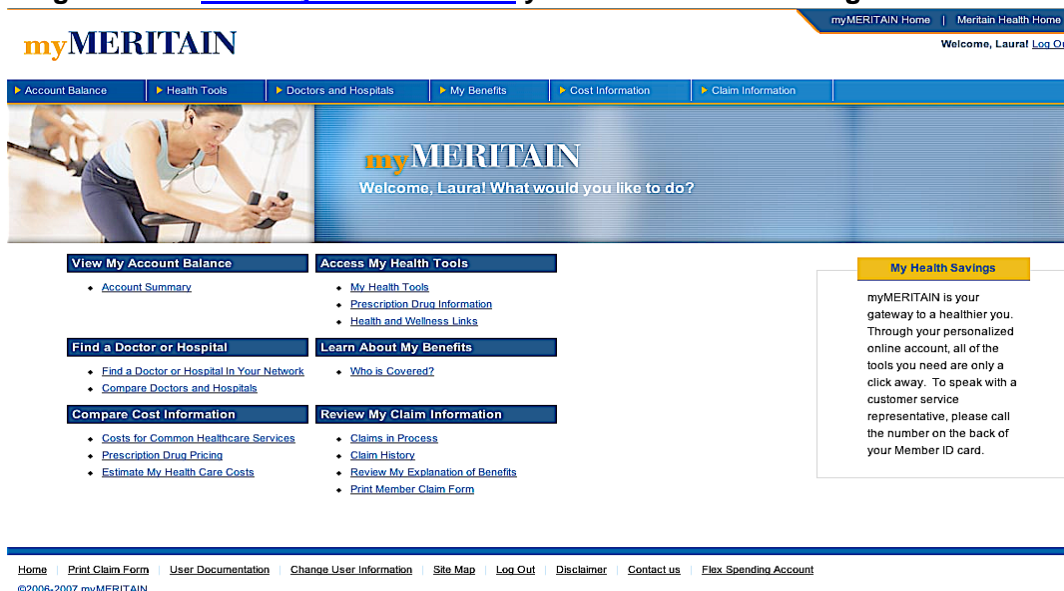 myMERITAIN Home | Meritain Health Home
myMERITAIN
Welcome, Laura! Log
Account Balance Health Tools Doctors and Hospitals My Benefits Cost Information Claim Information
myMERITAIN
Welcome, Laura! What would you like to do?
View My Account Balance
Account Summary
Access My Health Tools
My Health Tools
Prescription Drug Information
Health and Wellness Links
Find a Doctor or Hospital
Find a Doctor or Hospital In Your Network
Compare Doctors and Hospitals
Learn About My Benefits
Who is Covered?
Compare Cost Information
Costs for Common Healthcare Services
Prescription Drug Pricing
Estimate My Health Care Costs
Review My Claim Information
Claims in Process
Claim History
Review My Explanation of Benefits
Print Member Claim Form
My Health Savings
myMERITAIN is your
gateway to a healthier you.
Through your personalized
online account, all of the
tools you need are only a
click away. To speak with a
customer service
representative, please call
the number on the back of
your Member ID card.
Home | Print Claim Form | User Documentation | Change User Information | Site Map | Log Out | Disclaimer | Contact us | Flex Spending Account
©2006-2007 myMERITAIN